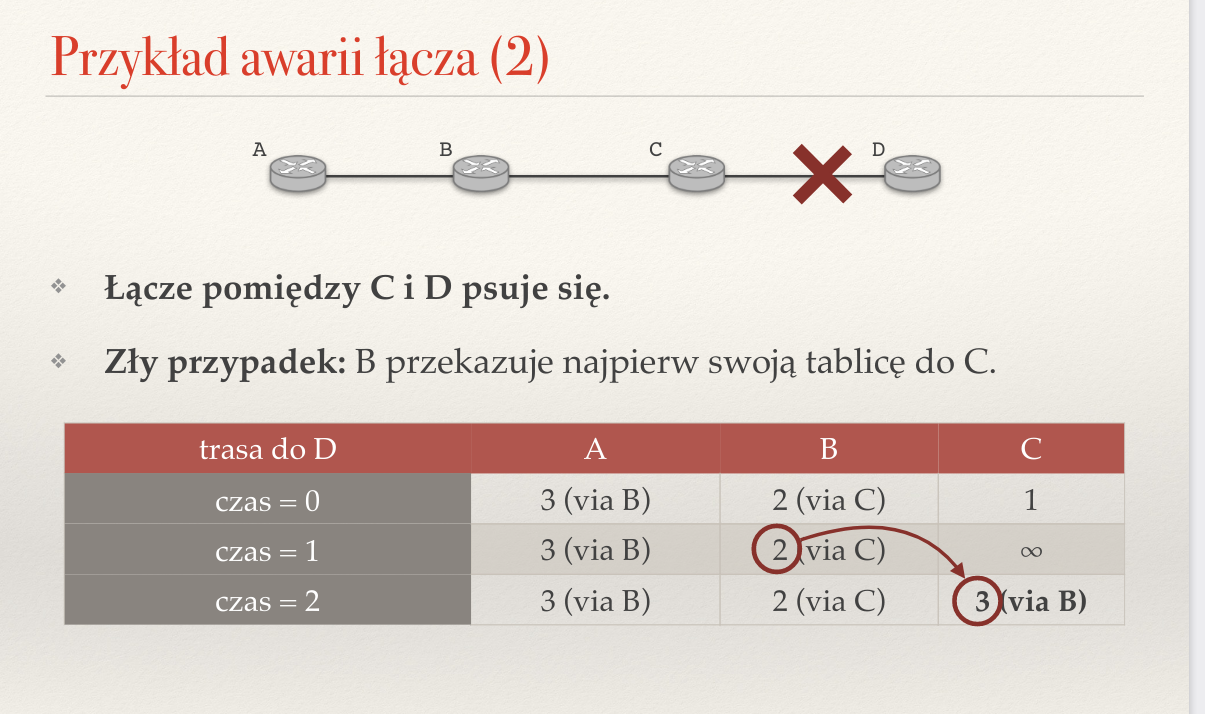 Przykład awarii łącza (2)
A B C D
❖ Łącze pomiędzy C i D psuje się.
❖ Zły przypadek: B przekazuje najpierw swoją tablicę do C.
trasa do D A B C
czas = 0 3 (via B) 2 (via C) 1
czas = 1 3 (via B) 2 (via C) ∞
czas = 2 3 (via B) 2 (via C) 3 (via B)